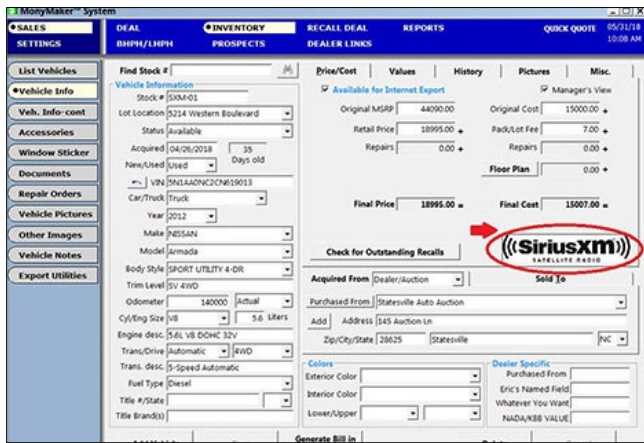 MonyMaker™ System
SALES
SETTINGS
DEAL
INVENTORY
RECALL DEAL
REPORTS
QUICK QUOTE
05/31/18
10:08 AM
BHPH/LHPH
PROSPECTS
DEALER LINKS
List Vehicles
Vehicle Info
Veh. Info-cont
Accessories
Window Sticker
Documents
Repair Orders
Vehicle Pictures
Other Images
Vehicle Notes
Export Utilities
Find Stock #
Vehicle Information
Stock # SXM-01
Lot Location 5214 Western Boulevard
Status Available
Acquired 04/26/2018 35
Days old
New/Used Used
VIN 5N1AA0NC2CN619013
Car/Truck Truck
Year 2012
Make NISSAN
Model Armada
Body Style SPORT UTILITY 4-DR
Trim Level SV 4WD
Odometer 140000 Actual
Cyl/Eng Size V8 5.6 Liters
Engine desc. 5.6L V8 DOHC 32V
Trans/Drive Automatic 4WD
Trans. desc. 5-Speed Automatic
Fuel Type Diesel
Title #/State
Title Brand(s)
Price/Cost Values History Pictures Misc.
Available for Internet Export
Manager's View
Original MSRP 44090.00
Original Cost 15000.00 +
Retail Price 18995.00 +
Pack/Lot Fee 7.00 +
Repairs 0.00 +
Repairs 0.00 +
Floor Plan 0.00 +
Final Price 18995.00 =
Final Cost 15007.00 =
Check for Outstanding Recalls
((SiriusXM))
SATELLITE RADIO
Acquired From Dealer/Auction
Sold To
Purchased From Statesville Auto Auction
Add Address 145 Auction Ln
Zip/City/State 28625 Statesville NC
Colors
Exterior Color
Interior Color
Lower/Upper
Dealer Specific
Purchased From
Eric's Named Field
Whatever You Want
NADA/KBB VALUE
Generate Bill in